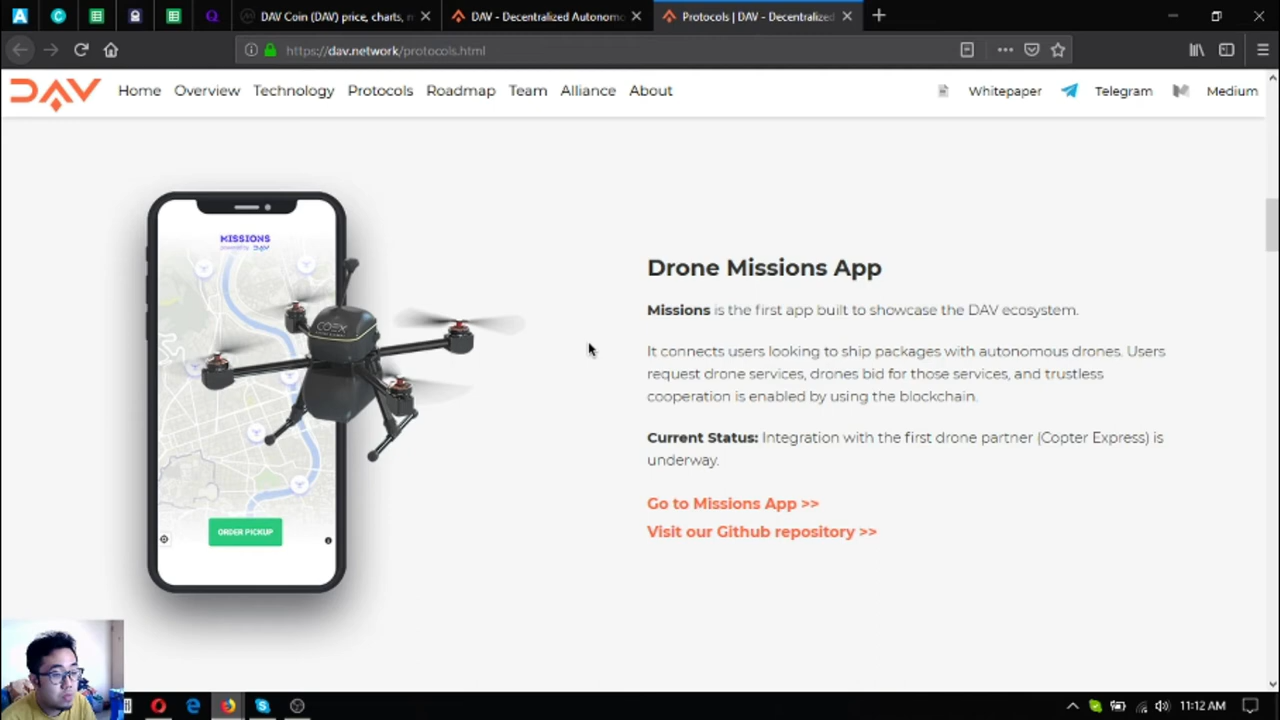 DAV Coin (DAV) price, charts, m
DAV - Decentralized Autonomo
Protocols | DAV - Decentralized
https://dav.network/protocols.html
DAV
Home
Overview
Technology
Protocols
Roadmap
Team
Alliance
About
Whitepaper
Telegram
Medium
MISSIONS
powered by DAV
COEX
ORDER PICKUP
Drone Missions App
Missions is the first app built to showcase the DAV ecosystem.
It connects users looking to ship packages with autonomous drones. Users
request drone services, drones bid for those services, and trustless
cooperation is enabled by using the blockchain.
Current Status: Integration with the first drone partner (Copter Express) is
underway.
Go to Missions App >>
Visit our Github repository >>
11:12 AM